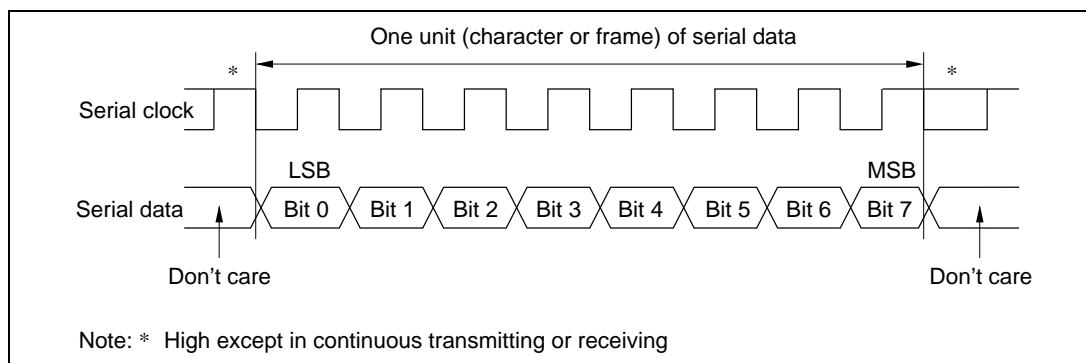 One unit (character or frame) of serial data
* *
Serial clock
LSB MSB
Serial data Bit 0 Bit 1 Bit 2 Bit 3 Bit 4 Bit 5 Bit 6 Bit 7
Don't care Don't care
Note: * High except in continuous transmitting or receiving